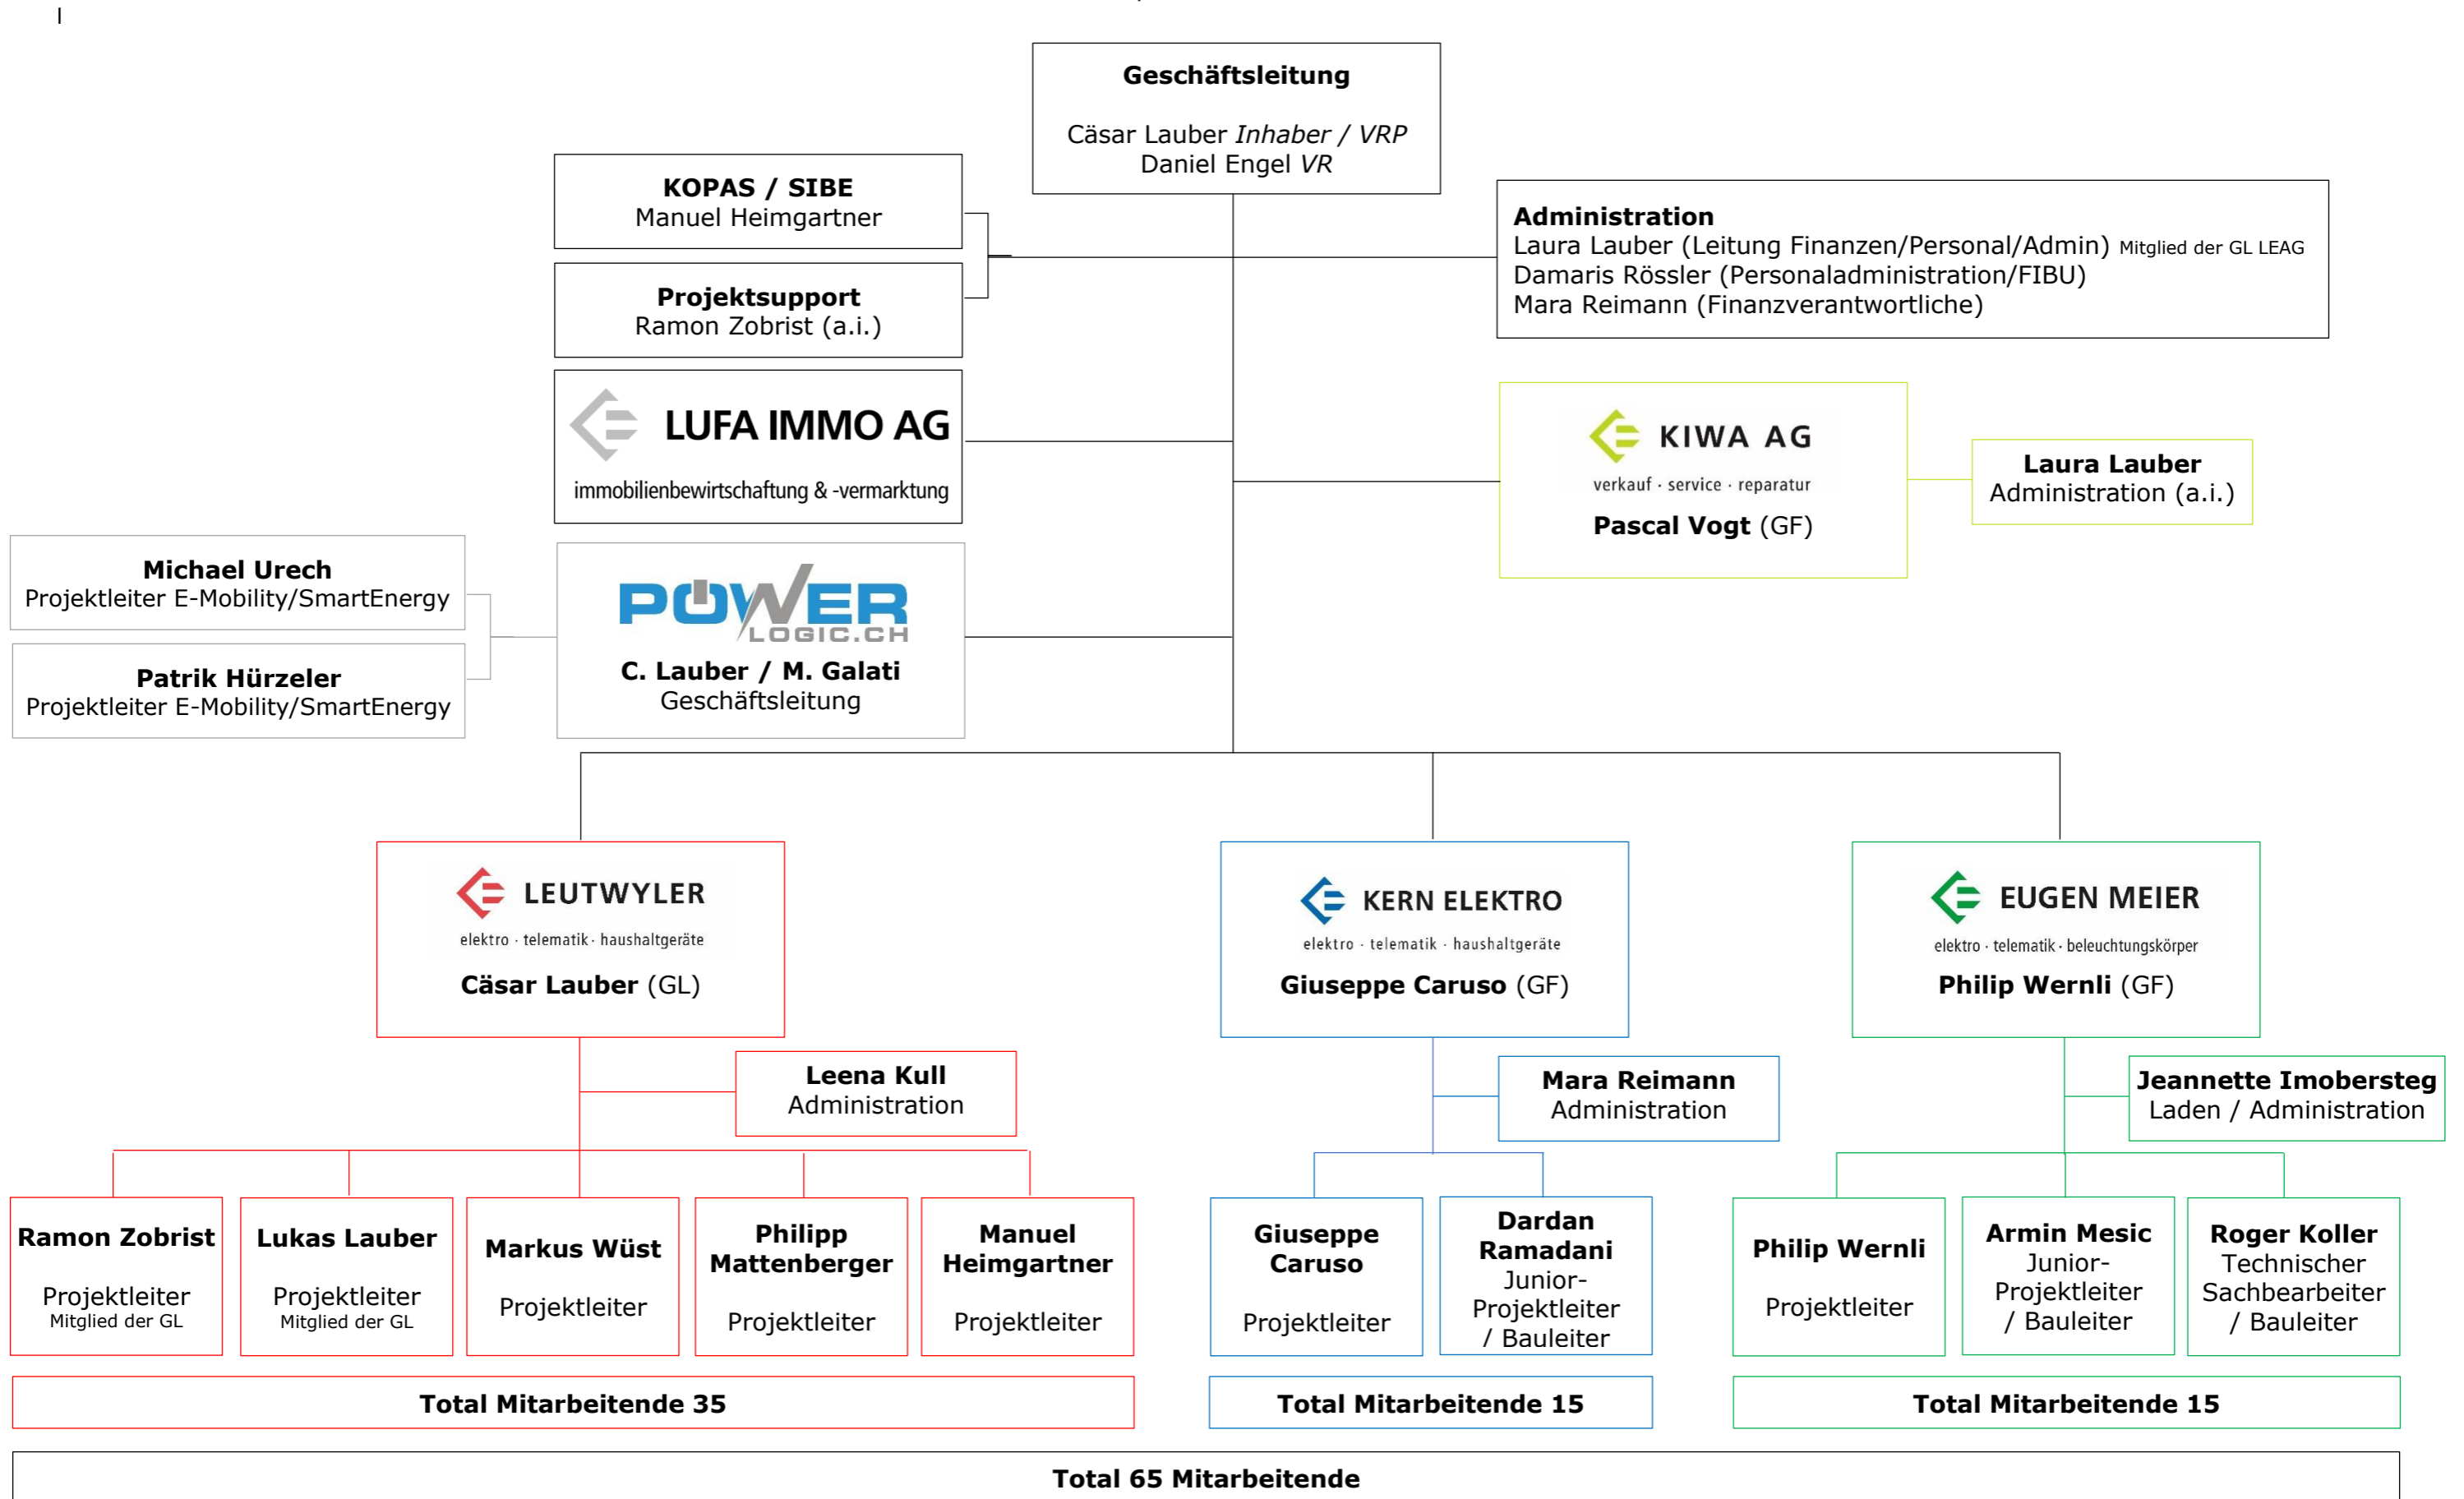 Geschäftsleitung
Cäsar Lauber Inhaber / VRP
Daniel Engel VR
KOPAS / SIBE
Manuel Heimgartner
Projektsupport
Ramon Zobrist (a.i.)
Administration
Laura Lauber (Leitung Finanzen/Personal/Admin) Mitglied der GL LEAG
Damaris Rössler (Personaladministration/FIBU)
Mara Reimann (Finanzverantwortliche)
LUFA IMMO AG
immobilienbewirtschaftung & -vermarktung
KIWA AG
verkauf · service · reparatur
Pascal Vogt (GF)
Laura Lauber
Administration (a.i.)
Michael Urech
Projektleiter E-Mobility/SmartEnergy
Patrik Hürzeler
Projektleiter E-Mobility/SmartEnergy
POWER
LOGIC.CH
C. Lauber / M. Galati
Geschäftsleitung
LEUTWYLER
elektro · telematik · haushaltgeräte
Cäsar Lauber (GL)
KERN ELEKTRO
elektro · telematik · haushaltgeräte
Giuseppe Caruso (GF)
EUGEN MEIER
elektro · telematik · beleuchtungskörper
Philip Wernli (GF)
Leena Kull
Administration
Mara Reimann
Administration
Jeannette Imobersteg
Laden / Administration
Ramon Zobrist
Projektleiter
Mitglied der GL
Lukas Lauber
Projektleiter
Mitglied der GL
Markus Wüst
Projektleiter
Philipp
Mattenberger
Projektleiter
Manuel
Heimgartner
Projektleiter
Giuseppe
Caruso
Projektleiter
Dardan
Ramadani
Junior-
Projektleiter
/ Bauleiter
Philip Wernli
Projektleiter
Armin Mesic
Junior-
Projektleiter
/ Bauleiter
Roger Koller
Technischer
Sachbearbeiter
/ Bauleiter
Total Mitarbeitende 35
Total Mitarbeitende 15
Total Mitarbeitende 15
Total 65 Mitarbeitende